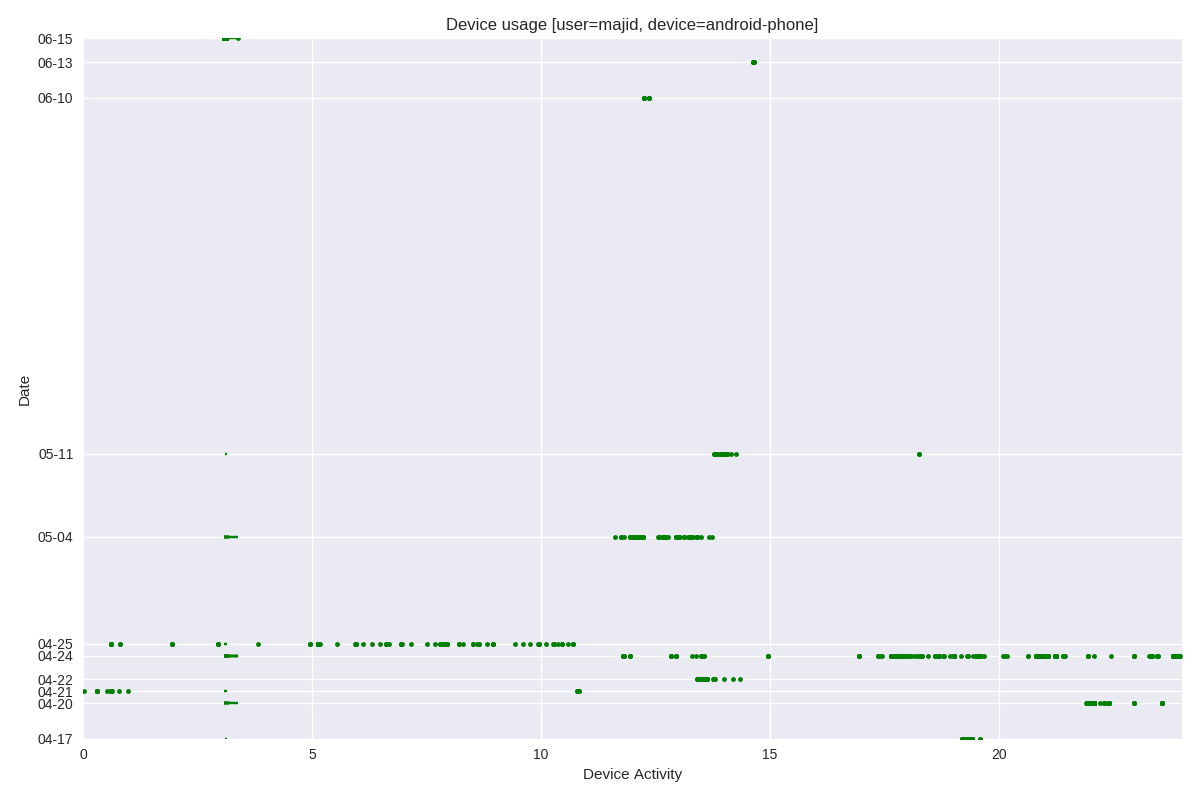 Device usage [user=majid, device=android-phone]
06-15
06-13
06-10
05-11
05-04
04-25
04-24
04-22
04-21
04-20
04-17
Date
0 5 10 15 20
Device Activity